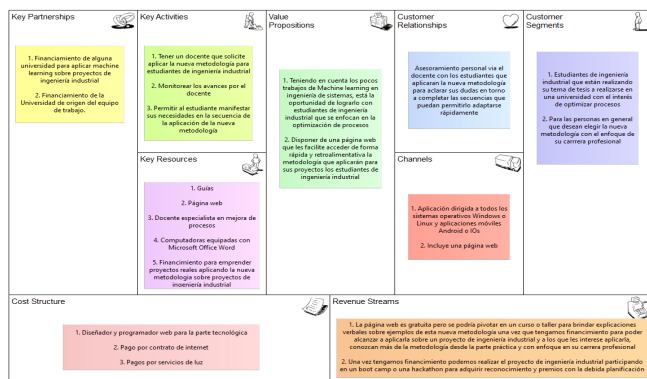 Key Partnerships
1. Financiamiento de alguna
universidad para aplicar machine
learning sobre proyectos de
ingeniería industrial
2. Financiamiento de la
Universidad de origen del equipo
de trabajo.
Key Activities
1. Tener un docente que solicite
aplicar la nueva metodología para
estudiantes de ingeniería industrial
2. Monitorear los avances por el
docente
3. Permitir al estudiante manifestar
sus necesidades en la secuencia de
la aplicación de la nueva
metodología
Key Resources
1. Guías
2. Página web
3. Docente especialista en mejora de
procesos
4. Computadoras equipadas con
Microsoft Office Word
5. Financimiento para emprender
proyectos reales aplicando la nueva
metodología sobre proyectos de
ingeniería industrial
Value
Propositions
1. Teniendo en cuenta los pocos
trabajos de Machine learning en
ingeniería de sistemas, está la
oportunidad de lograrlo con
estudiantes de ingeniería
industrial que se enfocan en la
optimización de procesos
2. Disponer de una página web
que les facilite acceder de forma
rápida y retroalimentativa la
metodología que aplicarán para
sus proyectos los estudiantes de
ingeniería industrial
Customer
Relationships
Asesoramiento personal vía el
docente con los estudiantes que
aplicaran la nueva metodología
para aclarar sus dudas en torno
a completar las secuencias que
puedan permitirlo adaptarse
rápidamente
Channels
1. Aplicación dirigida a todos los
sistemas operativos Windows o
Linux y aplicaciones móviles
Android o IOs
2. Incluye una página web
Customer
Segments
1. Estudiantes de ingeniería
industrial que están realizando
su tema de tesis a realizarse en
una universidad con el interés
de optimizar procesos
2. Para las personas en general
que desean elegir la nueva
metodología con el enfoque de
su carrera profesional
Cost Structure
1. Diseñador y programador web para la parte tecnológica
2. Pago por contrato de internet
3. Pagos por servicios de luz
Revenue Streams
1. La página web es gratuita pero se podría pivotar en un curso o taller para brindar explicaciones
verbales sobre ejemplos de esta nueva metodología una vez que tengamos financimiento para poder
alcanzar a aplicarla sobre un proyecto de ingeniería industrial y a los que les interese aplicarla,
conozcan más de la metodología desde la parte práctica y con enfoque en su carrera profesional
2. Una vez tengamos financimiento podemos realizar el proyecto de ingeniería industrial participando
en un boot camp o una hackathon para adquirir reconocimiento y premios con la debida planificación